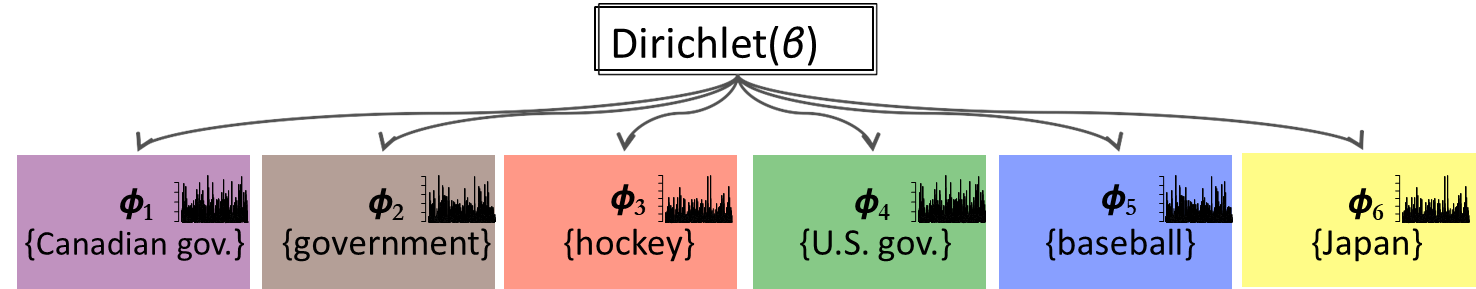 Dirichlet(β)
ϕ₁
{Canadian gov.}
ϕ₂
{government}
ϕ₃
{hockey}
ϕ₄
{U.S. gov.}
ϕ₅
{baseball}
ϕ₆
{Japan}